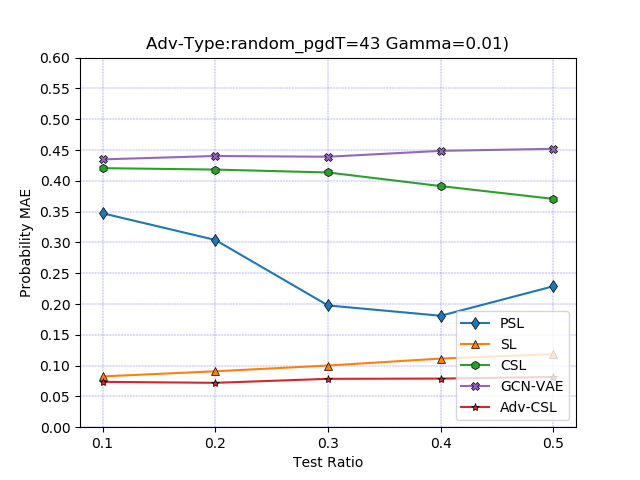 Adv-Type:random_pgdT=43 Gamma=0.01)
0.60
0.55
0.50
0.45
0.40
0.35
0.30
0.25
0.20
0.15
0.10
0.05
0.00
Probability MAE
0.1 0.2 0.3 0.4 0.5
Test Ratio
PSL
SL
CSL
GCN-VAE
Adv-CSL